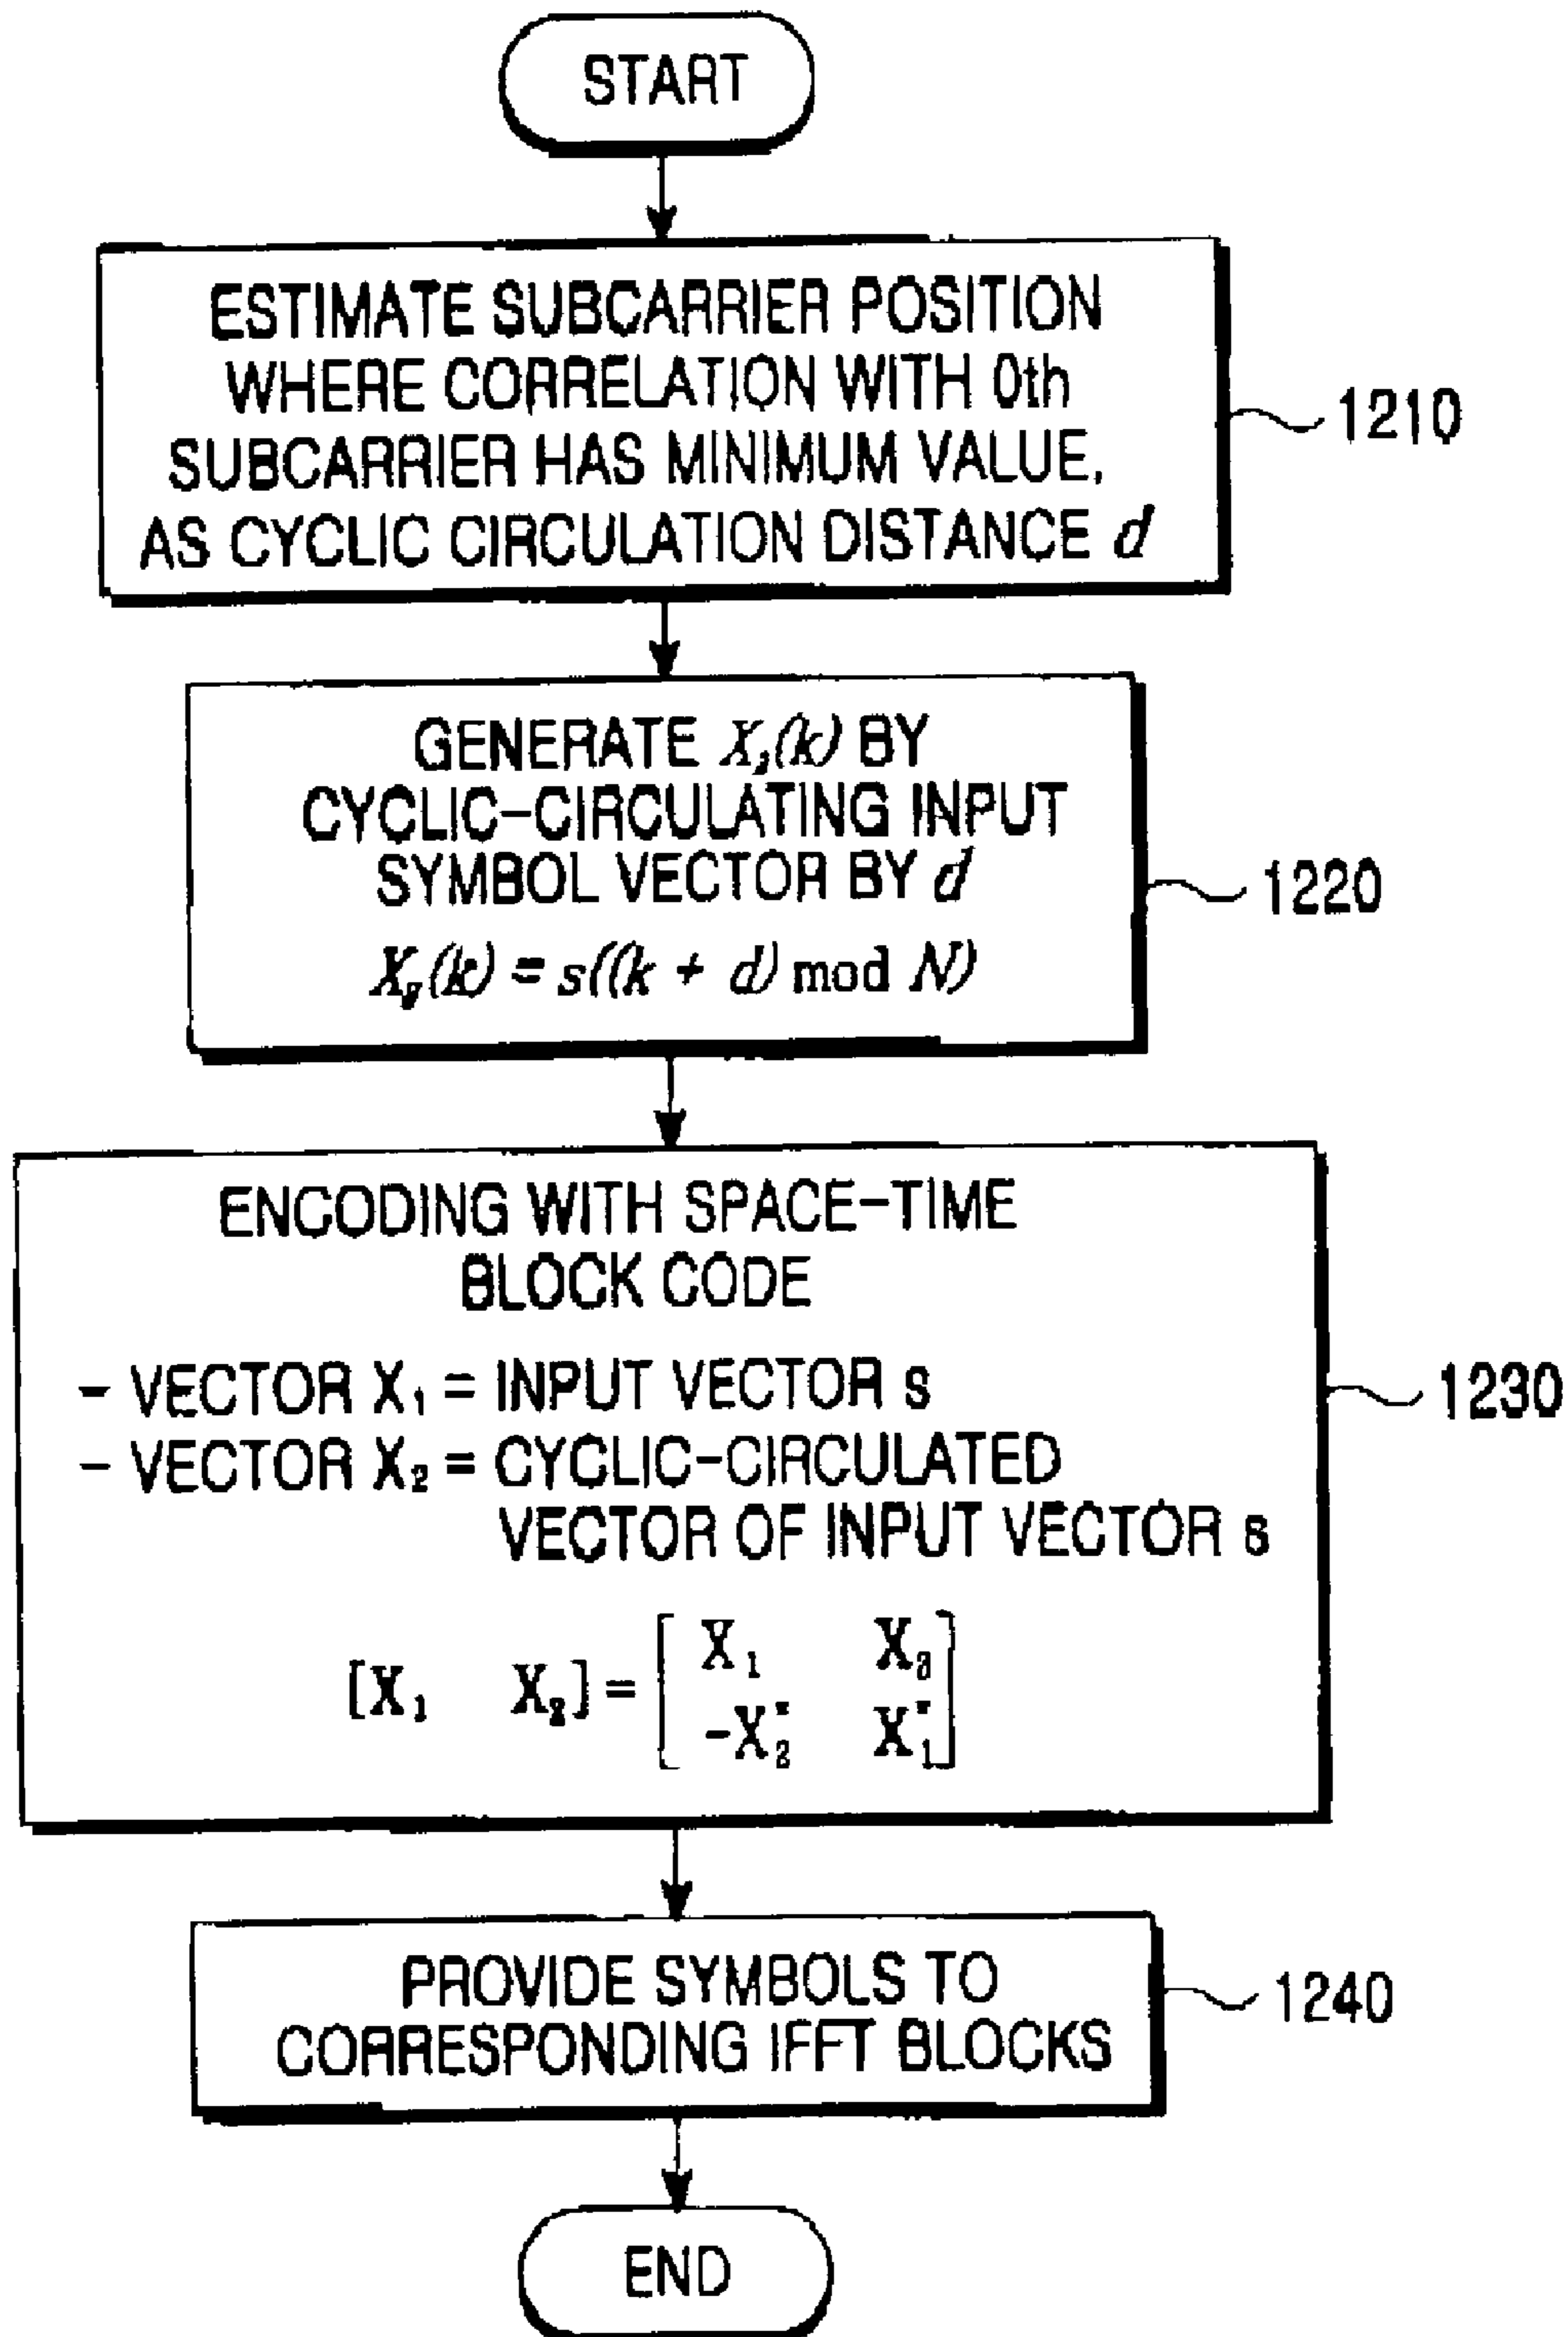 START
ESTIMATE SUBCARRIER POSITION
WHERE CORRELATION WITH 0th
SUBCARRIER HAS MINIMUM VALUE,
AS CYCLIC CIRCULATION DISTANCE d
1210
GENERATE (k) BY
CYCLIC-CIRCULATING INPUT
SYMBOL VECTOR BY d
(k) = s((k + d) mod N)
1220
ENCODING WITH SPACE-TIME
BLOCK CODE
- VECTOR X₁ = INPUT VECTOR s
- VECTOR X₂ = CYCLIC-CIRCULATED
VECTOR OF INPUT VECTOR s
1230
[X₁ X₂] = [X₁
-X₂* X₁*]
PROVIDE SYMBOLS TO
CORRESPONDING IFFT BLOCKS
1240
END